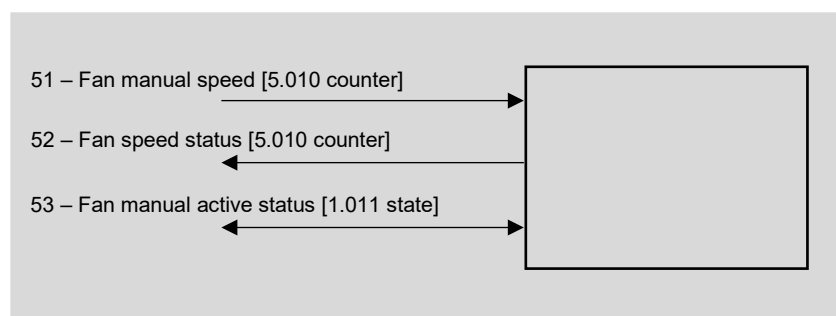 51 – Fan manual speed [5.010 counter]
52 – Fan speed status [5.010 counter]
53 – Fan manual active status [1.011 state]